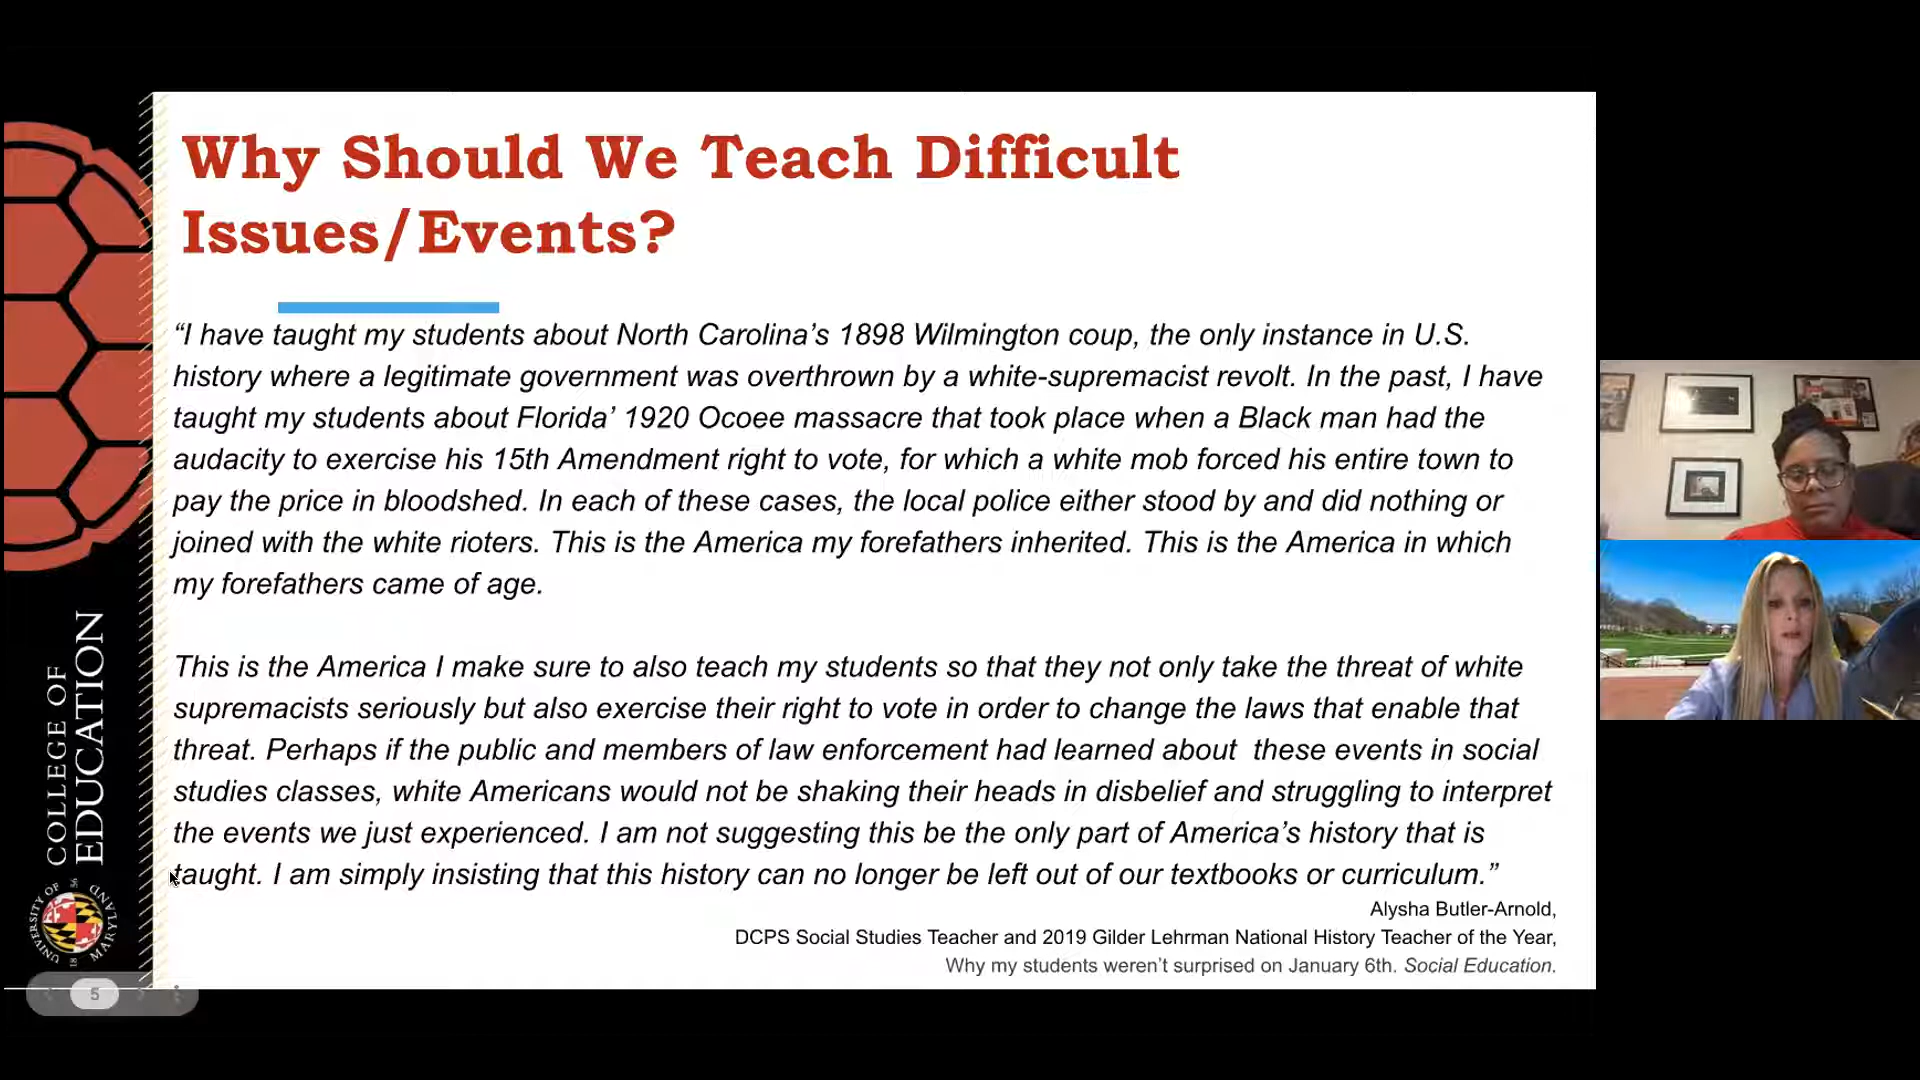 Why Should We Teach Difficult
Issues/Events?
“I have taught my students about North Carolina’s 1898 Wilmington coup, the only instance in U.S.
history where a legitimate government was overthrown by a white-supremacist revolt. In the past, I have
taught my students about Florida’ 1920 Ocoee massacre that took place when a Black man had the
audacity to exercise his 15th Amendment right to vote, for which a white mob forced his entire town to
pay the price in bloodshed. In each of these cases, the local police either stood by and did nothing or
joined with the white rioters. This is the America my forefathers inherited. This is the America in which
my forefathers came of age.
This is the America I make sure to also teach my students so that they not only take the threat of white
supremacists seriously but also exercise their right to vote in order to change the laws that enable that
threat. Perhaps if the public and members of law enforcement had learned about these events in social
studies classes, white Americans would not be shaking their heads in disbelief and struggling to interpret
the events we just experienced. I am not suggesting this be the only part of America’s history that is
taught. I am simply insisting that this history can no longer be left out of our textbooks or curriculum.”
Alysha Butler-Arnold,
DCPS Social Studies Teacher and 2019 Gilder Lehrman National History Teacher of the Year,
Why my students weren’t surprised on January 6th. Social Education.
COLLEGE OF
EDUCATION
UNIVERSITY OF
MARYLAND
18 56
5